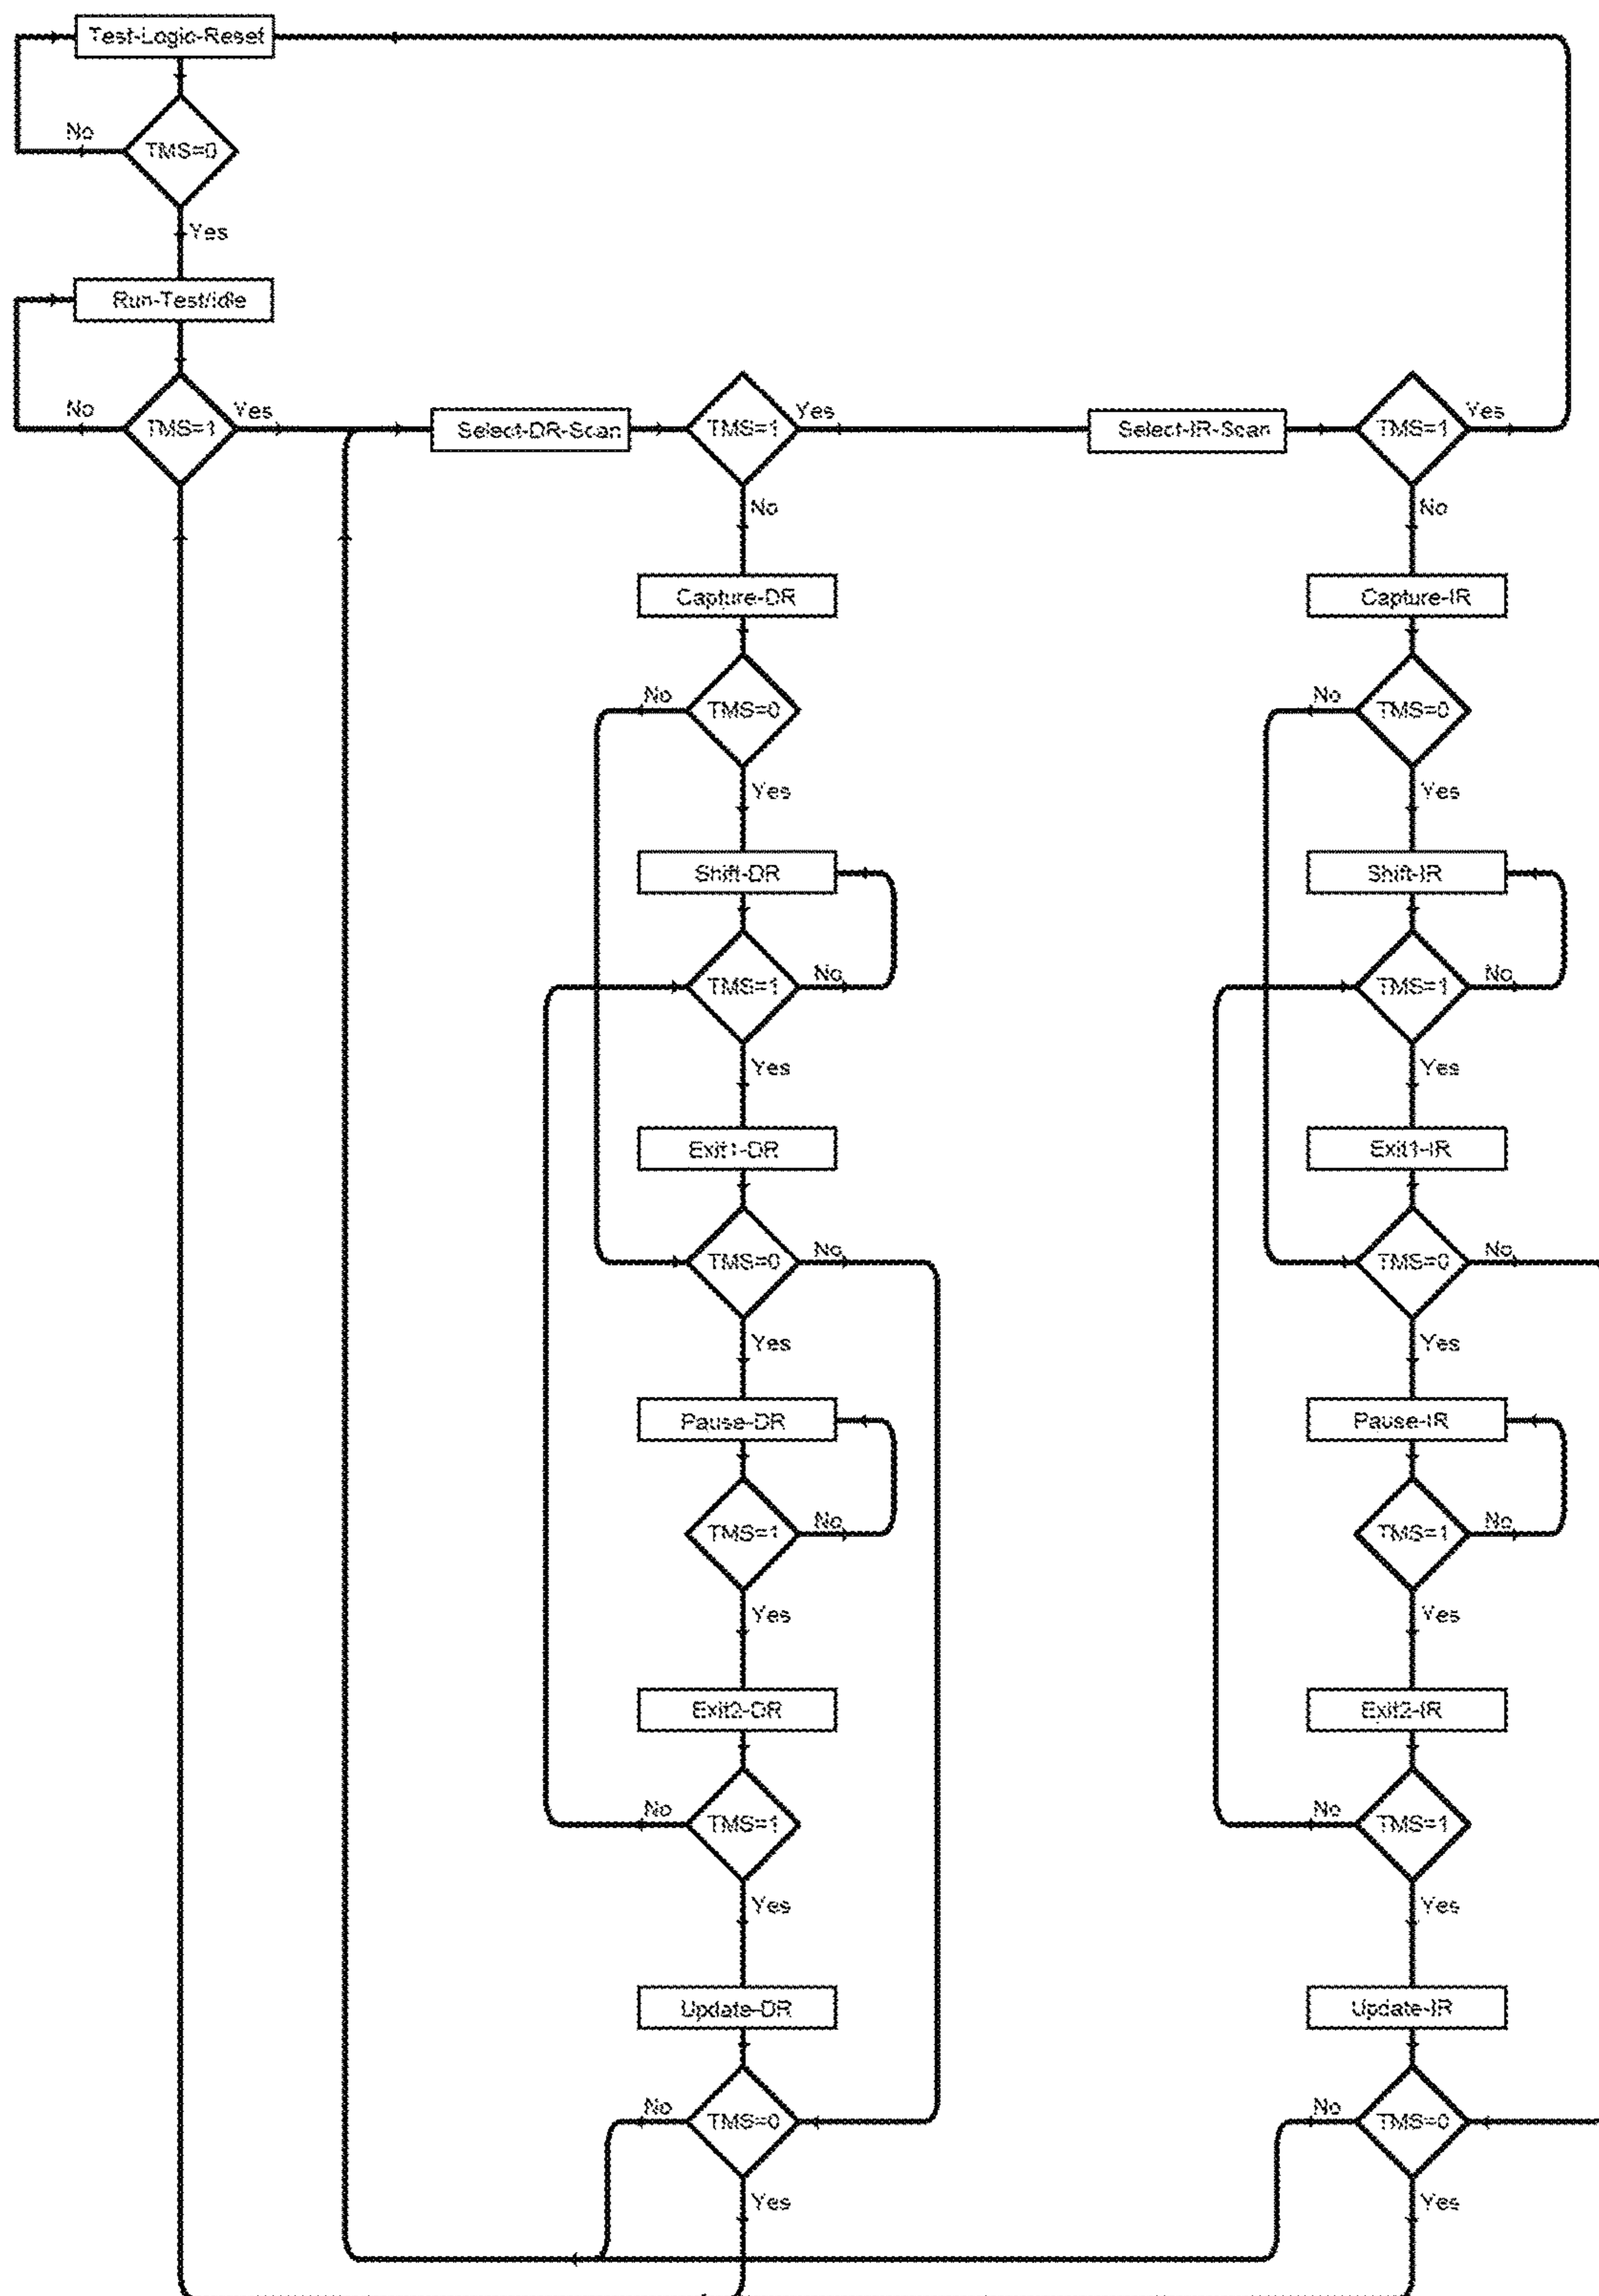 Test-Logic-Reset
No
TMS=0
Yes
Run-Test/Idle
No
TMS=1
Yes
Select-DR-Scan
TMS=1
Yes
Select-IR-Scan
TMS=1
Yes
No
No
Capture-DR
Capture-IR
No
TMS=0
No
TMS=0
Yes
Yes
Shift-DR
Shift-IR
TMS=1
No
TMS=1
No
Yes
Yes
Exit1-DR
Exit1-IR
TMS=0
No
TMS=0
No
Yes
Yes
Pause-DR
Pause-IR
TMS=1
No
TMS=1
No
Yes
Yes
Exit2-DR
Exit2-IR
No
TMS=1
No
TMS=1
Yes
Yes
Update-DR
Update-IR
No
TMS=0
No
TMS=0
Yes
Yes